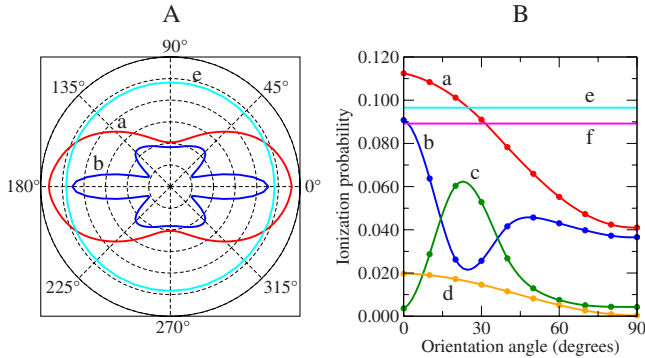 A
B
90°
135°
45°
180°
0°
225°
315°
270°
e
a
b
Ionization probability
0.120
0.100
0.080
0.060
0.040
0.020
0.000
a
e
f
b
c
d
0
30
60
90
Orientation angle (degrees)